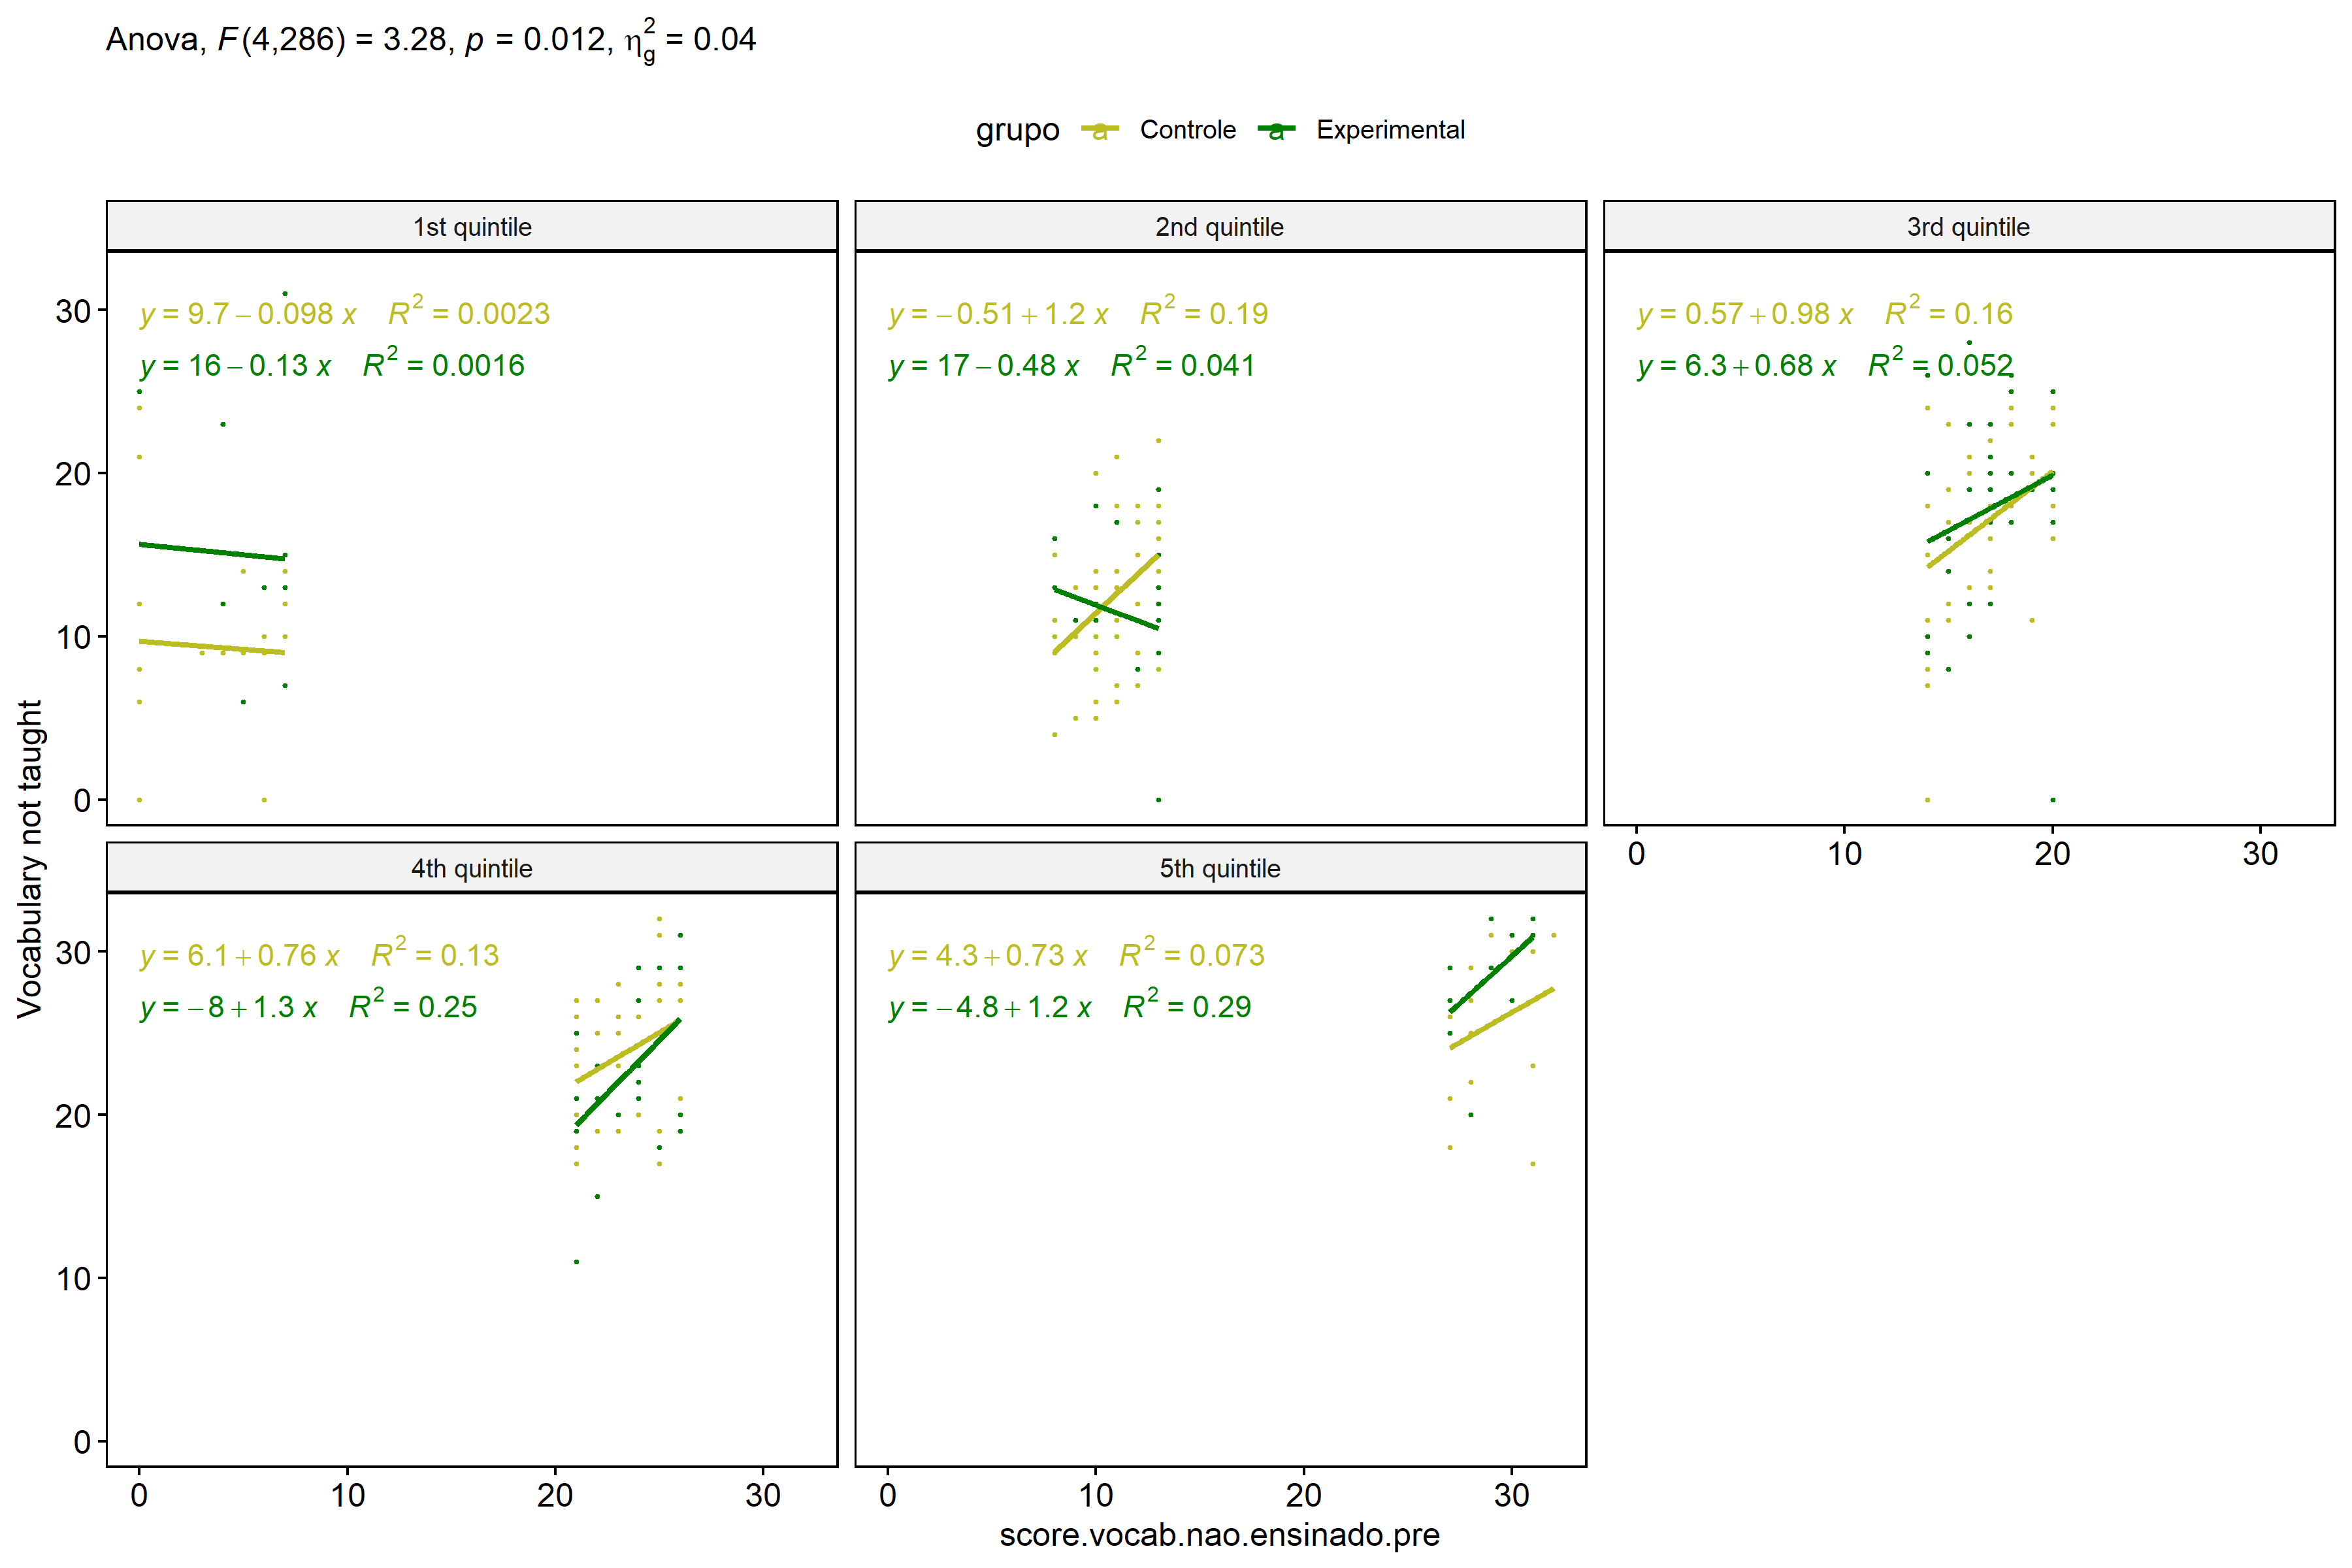 Anova, F(4,286) = 3.28, p = 0.012, η²g = 0.04
grupo a Controle a Experimental
1st quintile 2nd quintile 3rd quintile
y = 9.7 − 0.098 x R² = 0.0023
y = 16 − 0.13 x R² = 0.0016
y = −0.51 + 1.2 x R² = 0.19
y = 17 − 0.48 x R² = 0.041
y = 0.57 + 0.98 x R² = 0.16
y = 6.3 + 0.68 x R² = 0.052
30
20
10
0
0 10 20 30
4th quintile 5th quintile
y = 6.1 + 0.76 x R² = 0.13
y = −8 + 1.3 x R² = 0.25
y = 4.3 + 0.73 x R² = 0.073
y = −4.8 + 1.2 x R² = 0.29
30
20
10
0
0 10 20 30 0 10 20 30
Vocabulary not taught
score.vocab.nao.ensinado.pre